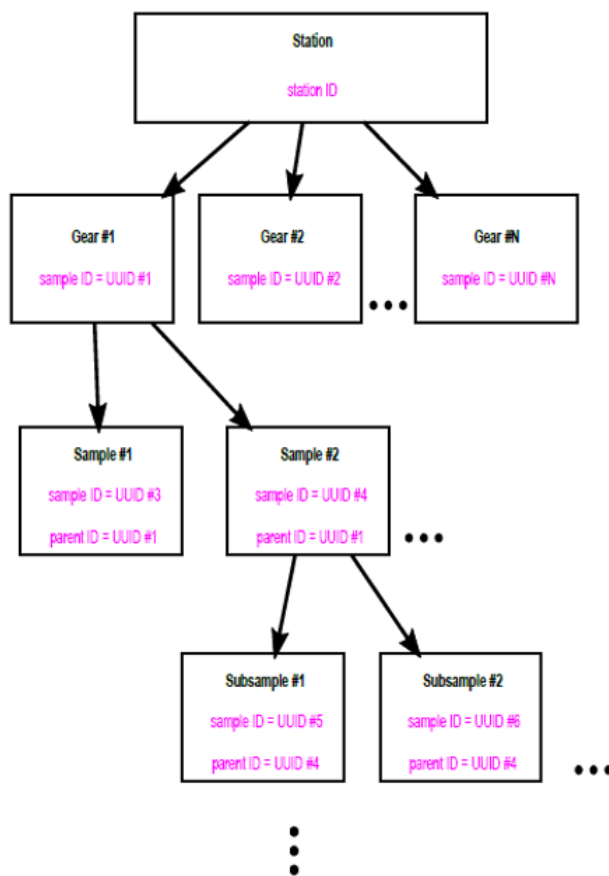 Station
station ID
Gear #1
sample ID = UUID #1
Gear #2
sample ID = UUID #2
Gear #N
sample ID = UUID #N
Sample #1
sample ID = UUID #3
parent ID = UUID #1
Sample #2
sample ID = UUID #4
parent ID = UUID #1
Subsample #1
sample ID = UUID #5
parent ID = UUID #4
Subsample #2
sample ID = UUID #6
parent ID = UUID #4